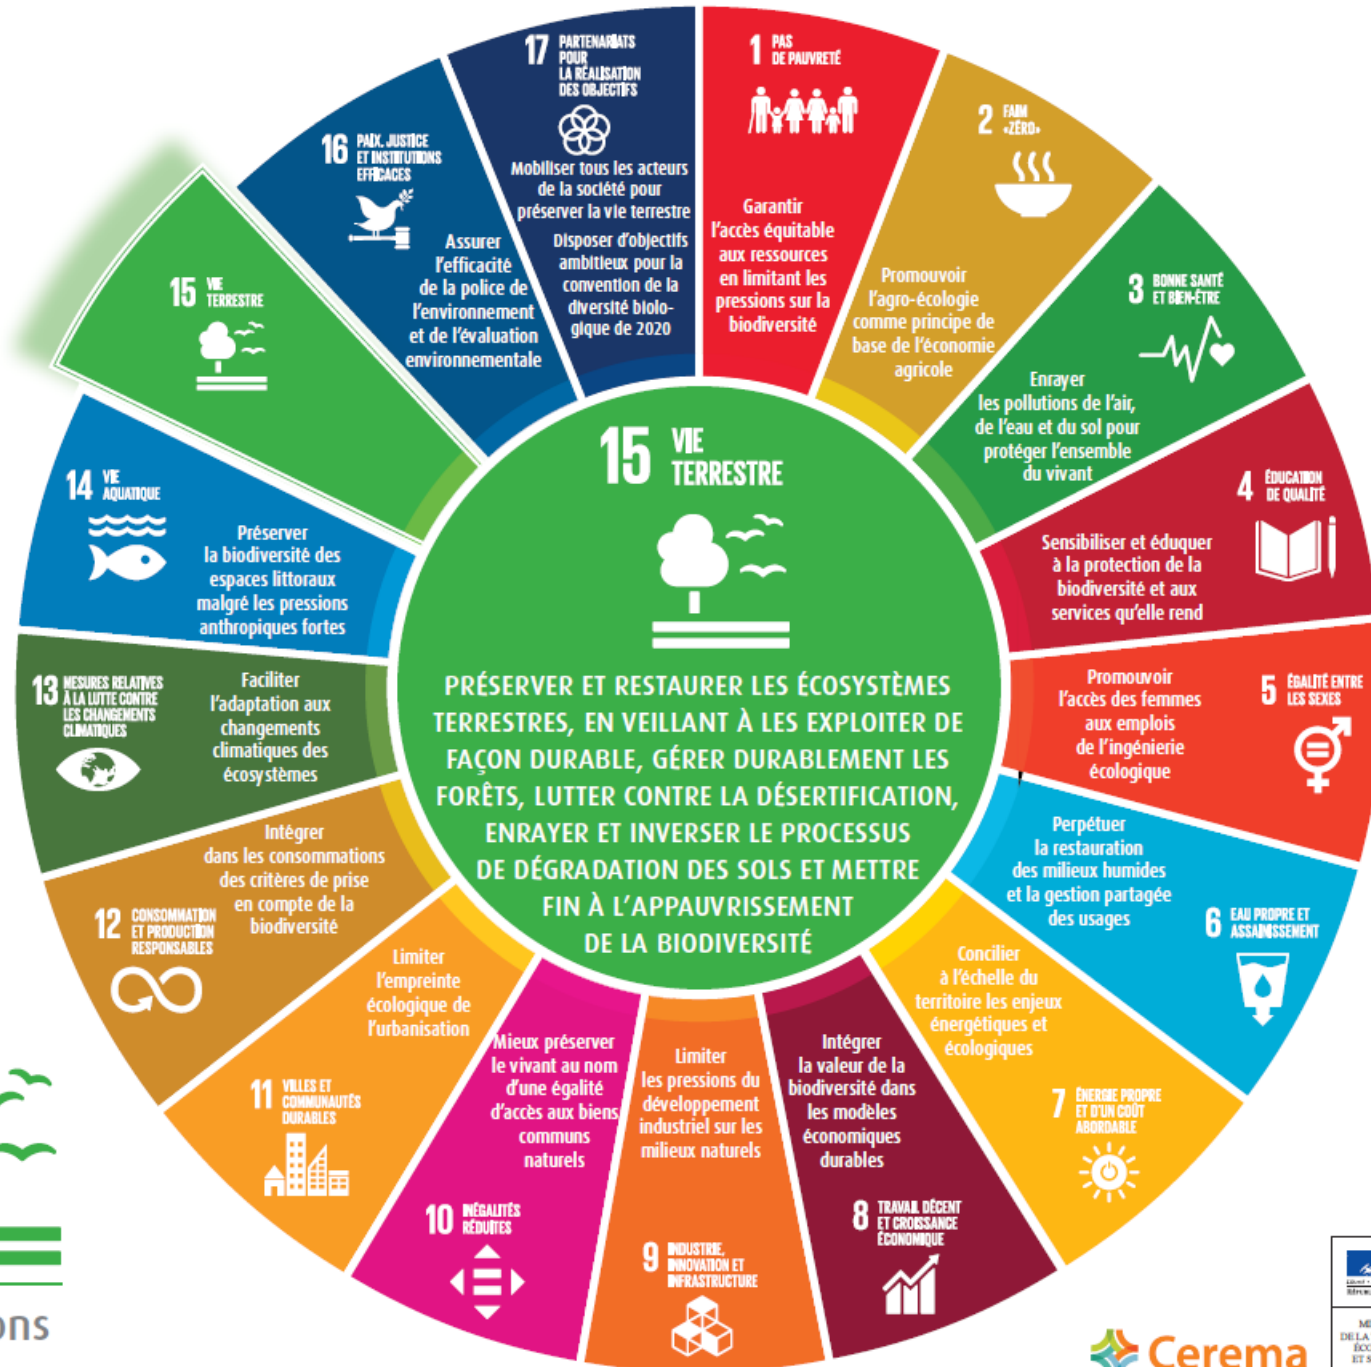 17 PARTENARIATS
POUR
LA RÉALISATION
DES OBJECTIFS
Mobiliser tous les acteurs
de la société pour
préserver la vie terrestre
Disposer d'objectifs
ambitieux pour la
convention de la
diversité biolo-
gique de 2020
1 PAS
DE PAUVRETÉ
Garantir
l'accès équitable
aux ressources
en limitant les
pressions sur la
biodiversité
2 FAIM
«ZÉRO»
Promouvoir
l'agro-écologie
comme principe de
base de l'économie
agricole
3 BONNE SANTÉ
ET BIEN-ÊTRE
Enrayer
les pollutions de l'air,
de l'eau et du sol pour
protéger l'ensemble
du vivant
4 ÉDUCATION
DE QUALITÉ
Sensibiliser et éduquer
à la protection de la
biodiversité et aux
services qu'elle rend
5 ÉGALITÉ ENTRE
LES SEXES
Promouvoir
l'accès des femmes
aux emplois
de l'ingénierie
écologique
6 EAU PROPRE ET
ASSAINISSEMENT
Perpétuer
la restauration
des milieux humides
et la gestion partagée
des usages
7 ÉNERGIE PROPRE
ET D'UN COÛT
ABORDABLE
Concilier
à l'échelle du
territoire les enjeux
énergétiques et
écologiques
8 TRAVAIL DÉCENT
ET CROISSANCE
ÉCONOMIQUE
Intégrer
la valeur de la
biodiversité dans
les modèles
économiques
durables
9 INDUSTRIE,
INNOVATION ET
INFRASTRUCTURE
Limiter
les pressions du
développement
industriel sur les
milieux naturels
10 INÉGALITÉS
RÉDUITES
Mieux préserver
le vivant au nom
d'une égalité
d'accès aux biens
communs
naturels
11 VILLES ET
COMMUNAUTÉS
DURABLES
Limiter
l'empreinte
écologique de
l'urbanisation
12 CONSOMMATION
ET PRODUCTION
RESPONSABLES
Intégrer
dans les consommations
des critères de prise
en compte de la
biodiversité
13 MESURES RELATIVES
À LA LUTTE CONTRE
LES CHANGEMENTS
CLIMATIQUES
Faciliter
l'adaptation aux
changements
climatiques des
écosystèmes
14 VIE
AQUATIQUE
Préserver
la biodiversité des
espaces littoraux
malgré les pressions
anthropiques fortes
15 VIE
TERRESTRE
16 PAIX, JUSTICE
ET INSTITUTIONS
EFFICACES
Assurer
l'efficacité
de la police de
l'environnement
et de l'évaluation
environnementale
15 VIE
TERRESTRE
PRÉSERVER ET RESTAURER LES ÉCOSYSTÈMES
TERRESTRES, EN VEILLANT À LES EXPLOITER DE
FAÇON DURABLE, GÉRER DURABLEMENT LES
FORÊTS, LUTTER CONTRE LA DÉSERTIFICATION,
ENRAYER ET INVERSER LE PROCESSUS
DE DÉGRADATION DES SOLS ET METTRE
FIN À L'APPAUVRISSEMENT
DE LA BIODIVERSITÉ
ons
Cerema
DE LA